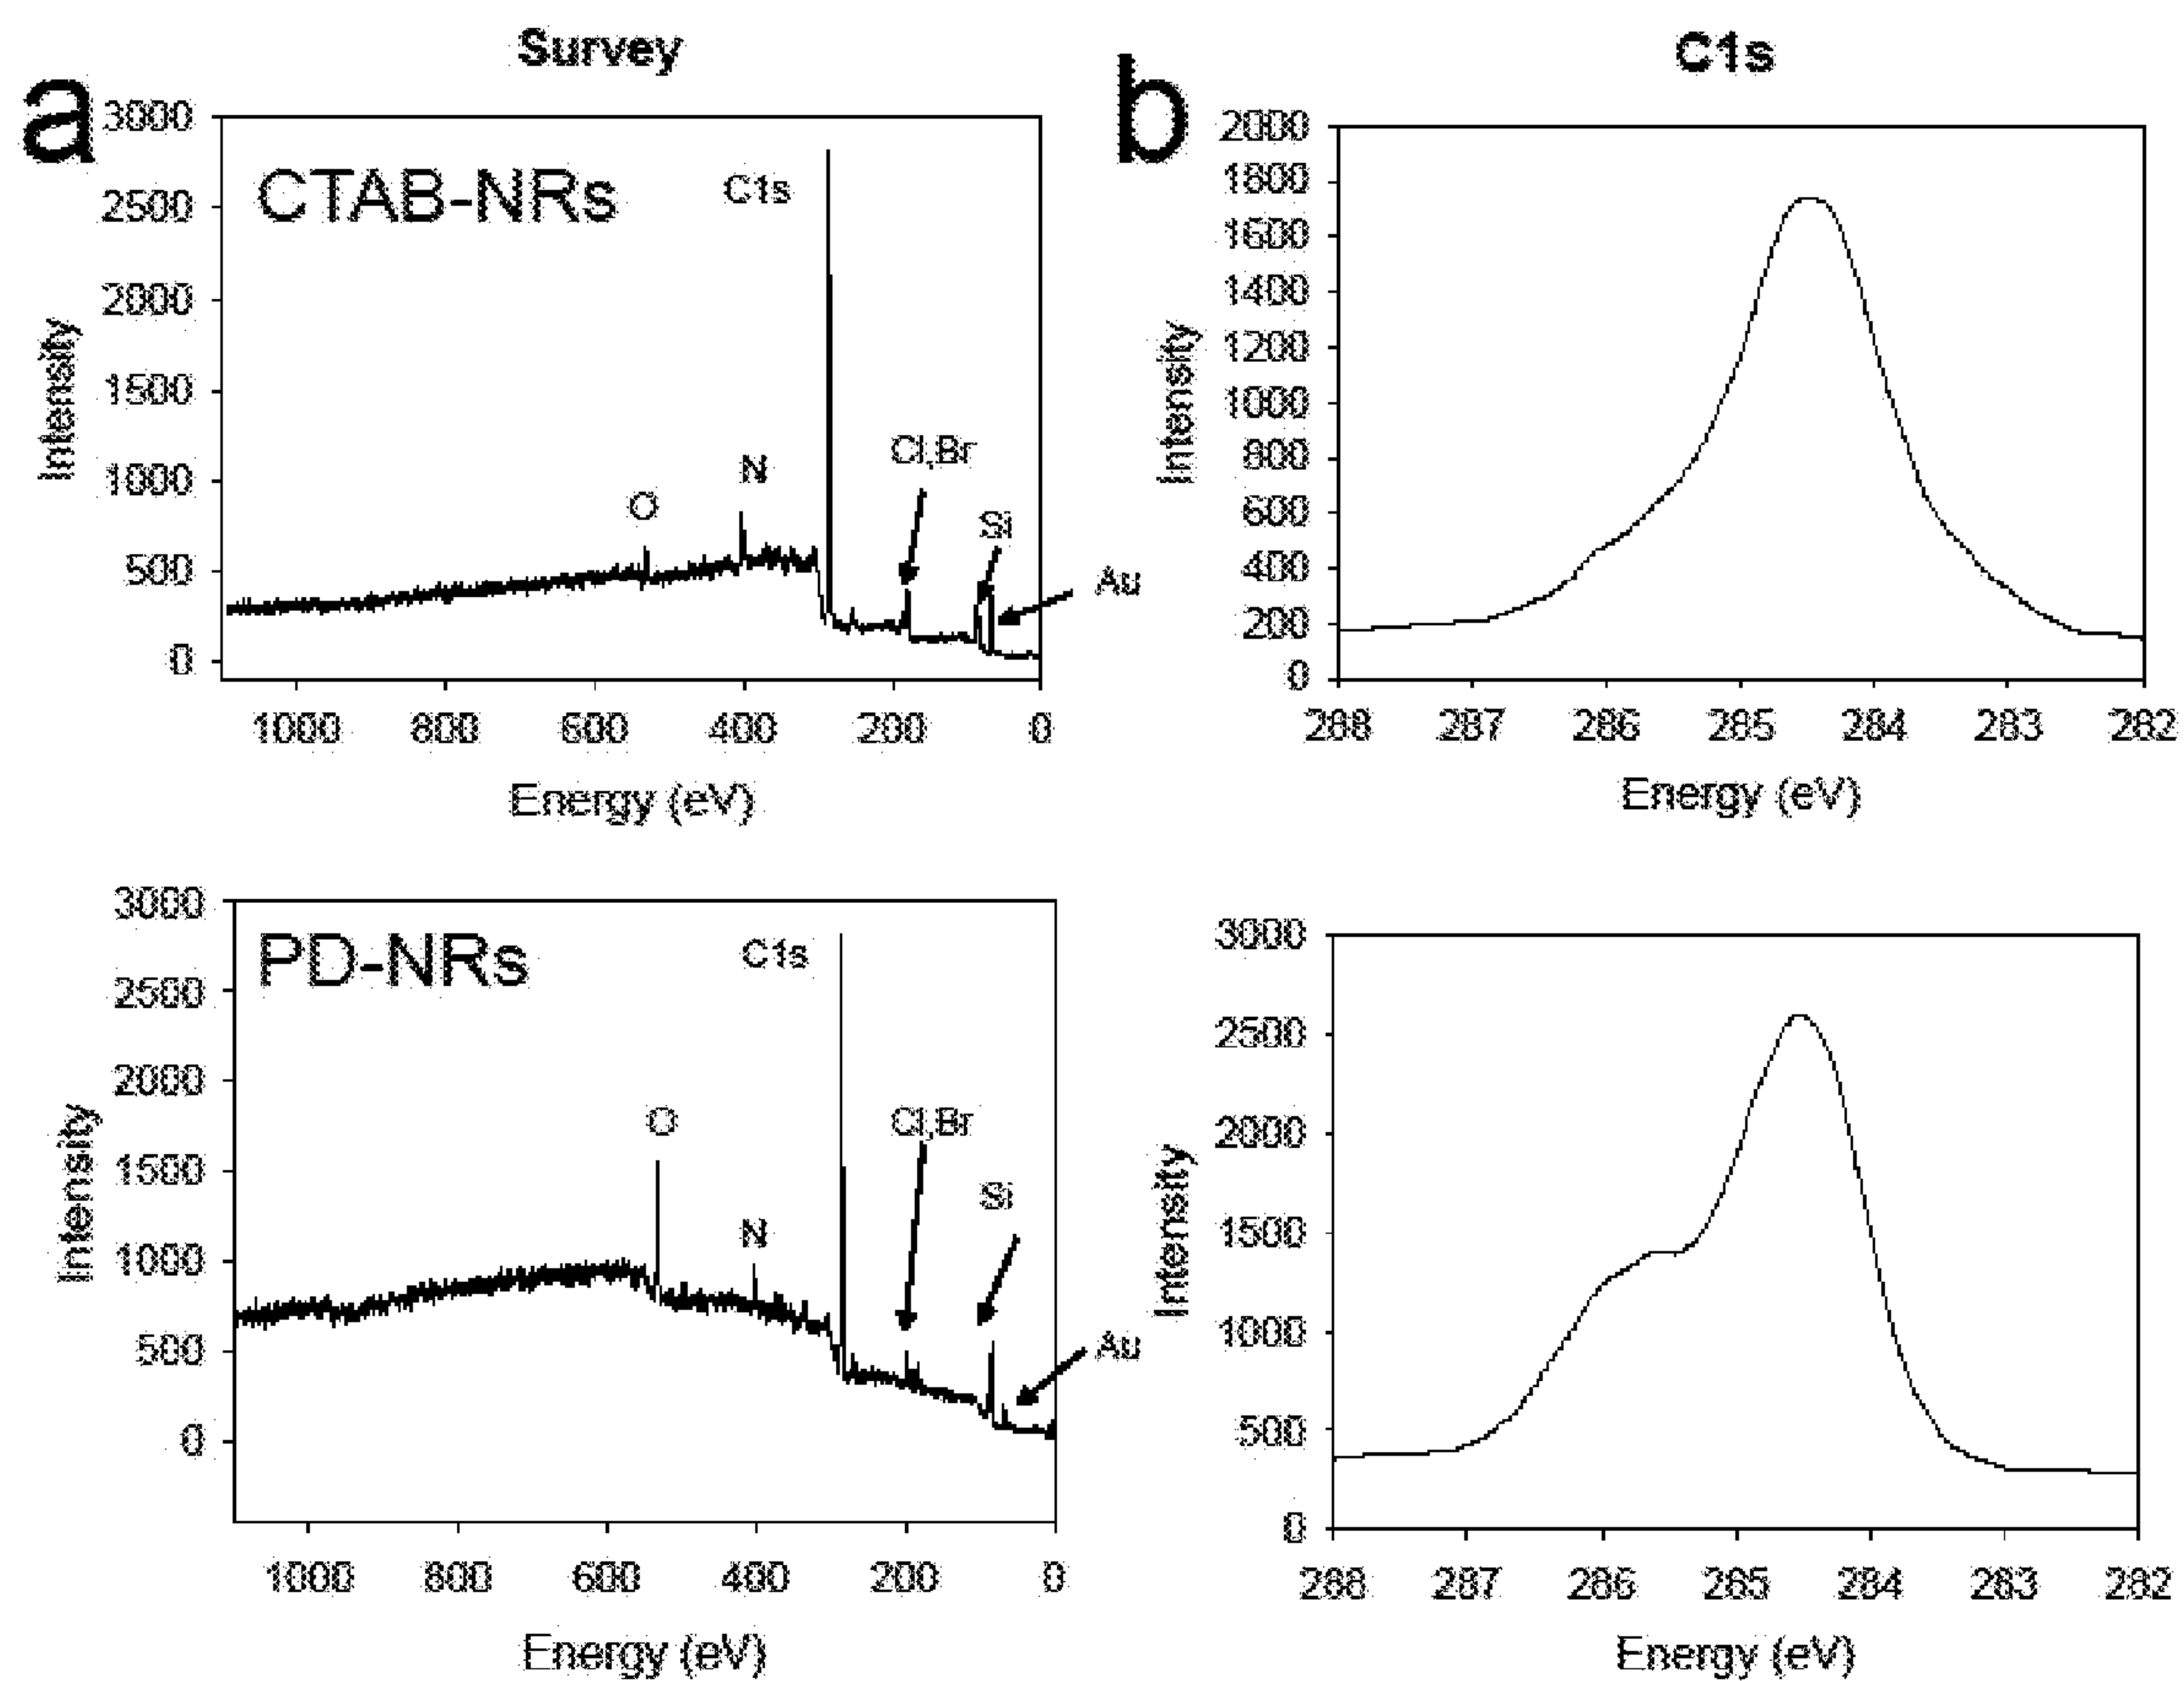 Survey
C1s
a
b
3000
2500
2000
1500
1000
500
0
CTAB-NRs
C1s
O
N
Cl,Br
Si
Au
Intensity
1000 800 600 400 200 0
Energy (eV)
2000
1800
1600
1400
1200
1000
800
600
400
200
0
Intensity
288 287 286 285 284 283 282
Energy (eV)
3000
2500
2000
1500
1000
500
0
PD-NRs
C1s
O
N
Cl,Br
Si
Au
Intensity
1000 800 600 400 200 0
Energy (eV)
3000
2500
2000
1500
1000
500
0
Intensity
288 287 286 285 284 283 282
Energy (eV)